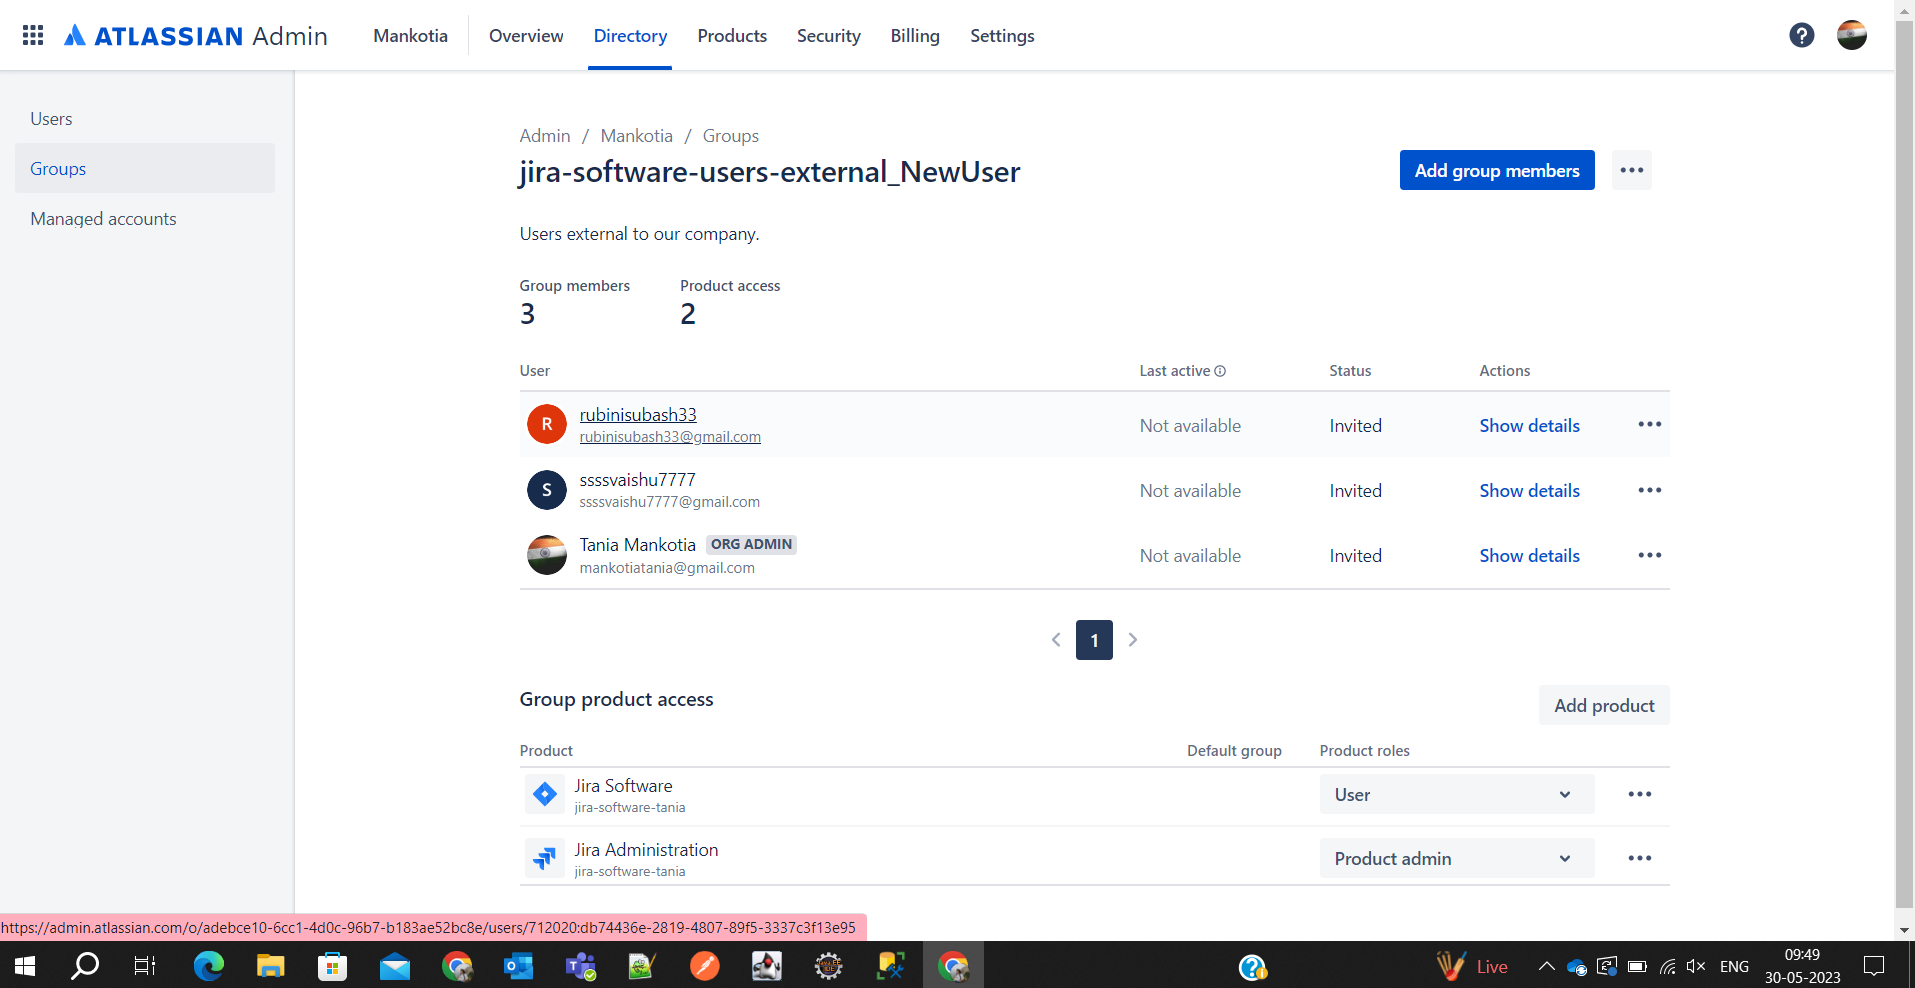 ATLASSIAN Admin Mankotia Overview Directory Products Security Billing Settings
Users
Groups
Managed accounts
Admin / Mankotia / Groups
jira-software-users-external_NewUser
Add group members
Users external to our company.
Group members Product access
3 2
User Last active Status Actions
R rubinisubash33
rubinisubash33@gmail.com
Not available Invited Show details
S ssssvaishu7777
ssssvaishu7777@gmail.com
Not available Invited Show details
Tania Mankotia ORG ADMIN
mankotiatania@gmail.com
Not available Invited Show details
1
Group product access
Add product
Product Default group Product roles
Jira Software
jira-software-tania
User
Jira Administration
jira-software-tania
Product admin
https://admin.atlassian.com/o/adebce10-6cc1-4d0c-96b7-b183ae52bc8e/users/712020:db74436e-2819-4807-89f5-3337c3f13e95
Live
ENG
09:49
30-05-2023